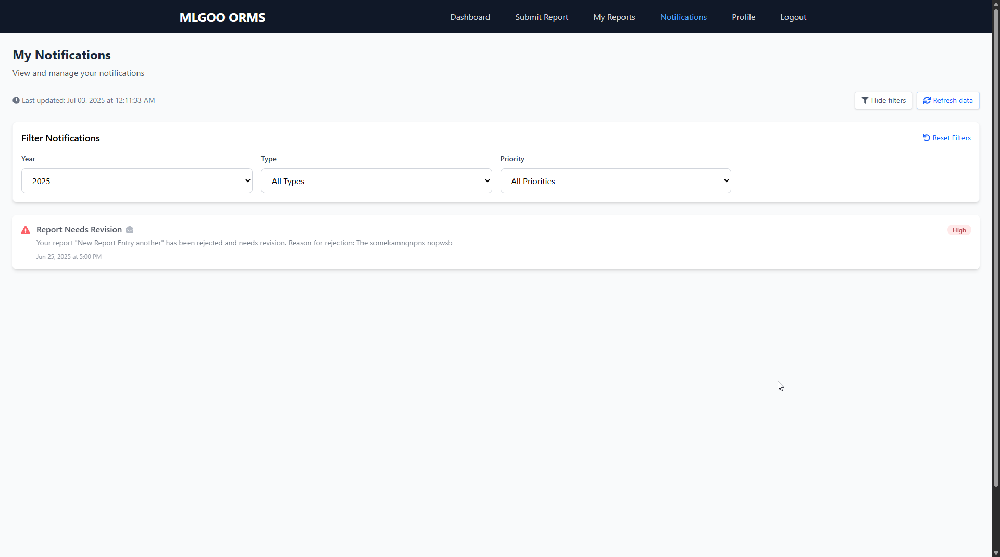 MLGOO ORMS
Dashboard
Submit Report
My Reports
Notifications
Profile
Logout
My Notifications
View and manage your notifications
Last updated: Jul 03, 2025 at 12:11:33 AM
Hide filters
Refresh data
Filter Notifications
Reset Filters
Year
Type
Priority
2025
All Types
All Priorities
Report Needs Revision
High
Your report "New Report Entry another" has been rejected and needs revision. Reason for rejection: The somekamngnpns nopwsb
Jun 25, 2025 at 5:00 PM